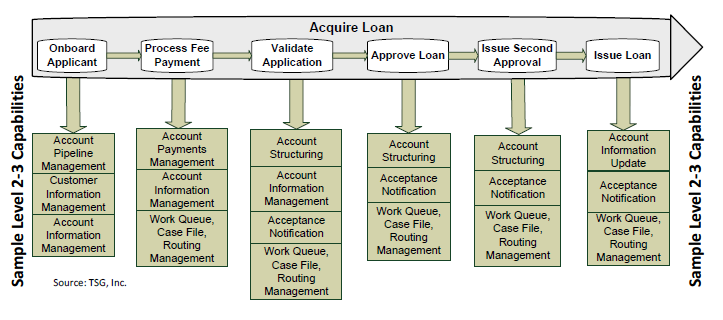 Acquire Loan
Onboard
Applicant
Process Fee
Payment
Validate
Application
Approve Loan
Issue Second
Approval
Issue Loan
Sample Level 2-3 Capabilities
Account
Pipeline
Management
Customer
Information
Management
Account
Information
Management
Account
Payments
Management
Account
Information
Management
Work Queue,
Case File,
Routing
Management
Account
Structuring
Account
Information
Management
Acceptance
Notification
Work Queue,
Case File,
Routing
Management
Account
Structuring
Acceptance
Notification
Work Queue,
Case File,
Routing
Management
Account
Structuring
Acceptance
Notification
Work Queue,
Case File,
Routing
Management
Account
Information
Update
Acceptance
Notification
Work Queue,
Case File,
Routing
Management
Sample Level 2-3 Capabilities
Source: TSG, Inc.